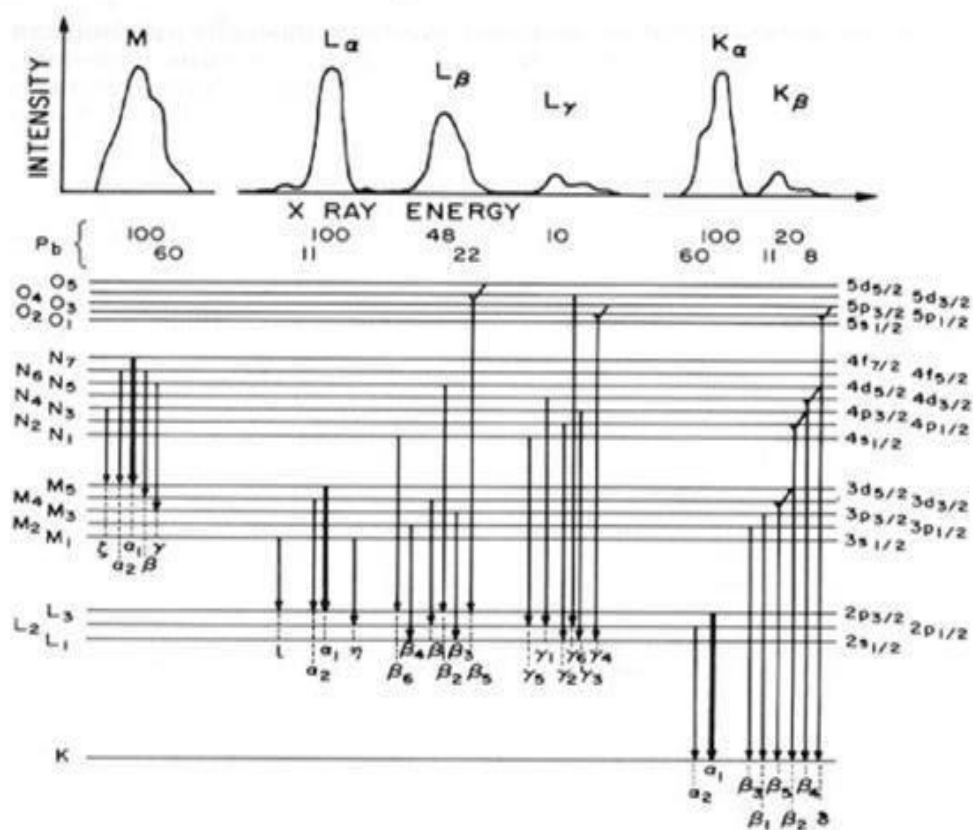 M Lα Lβ Lγ Kα Kβ
INTENSITY
X RAY ENERGY
Pb { 100 60 11 100 48 22 10 60 100 11 20 8
O5 5d5/2
O4 5d3/2
O3 5p3/2
O2 5p1/2
O1 5s1/2
N7 4f7/2
N6 4f5/2
N5 4d5/2
N4 4d3/2
N3 4p3/2
N2 4p1/2
N1 4s1/2
M5 3d5/2
M4 3d3/2
M3 3p3/2
M2 3p1/2
M1 3s1/2
ζ α2 α1 β γ
L3 2p3/2
L2 2p1/2
L1 2s1/2
l α2 α1 η β6 β4 β1 β2 β3 β5 γ5 γ1 γ2 γ6 γ3 γ4
K
α2 α1 β3 β1 β5 β2 β4 δ